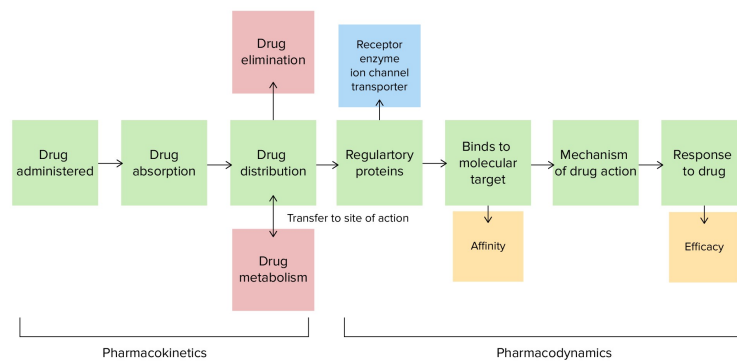 Drug
elimination
Receptor
enzyme
ion channel
transporter
Drug
administered
Drug
absorption
Drug
distribution
Regulartory
proteins
Binds to
molecular
target
Mechanism
of drug action
Response
to drug
Transfer to site of action
Drug
metabolism
Affinity
Efficacy
Pharmacokinetics
Pharmacodynamics